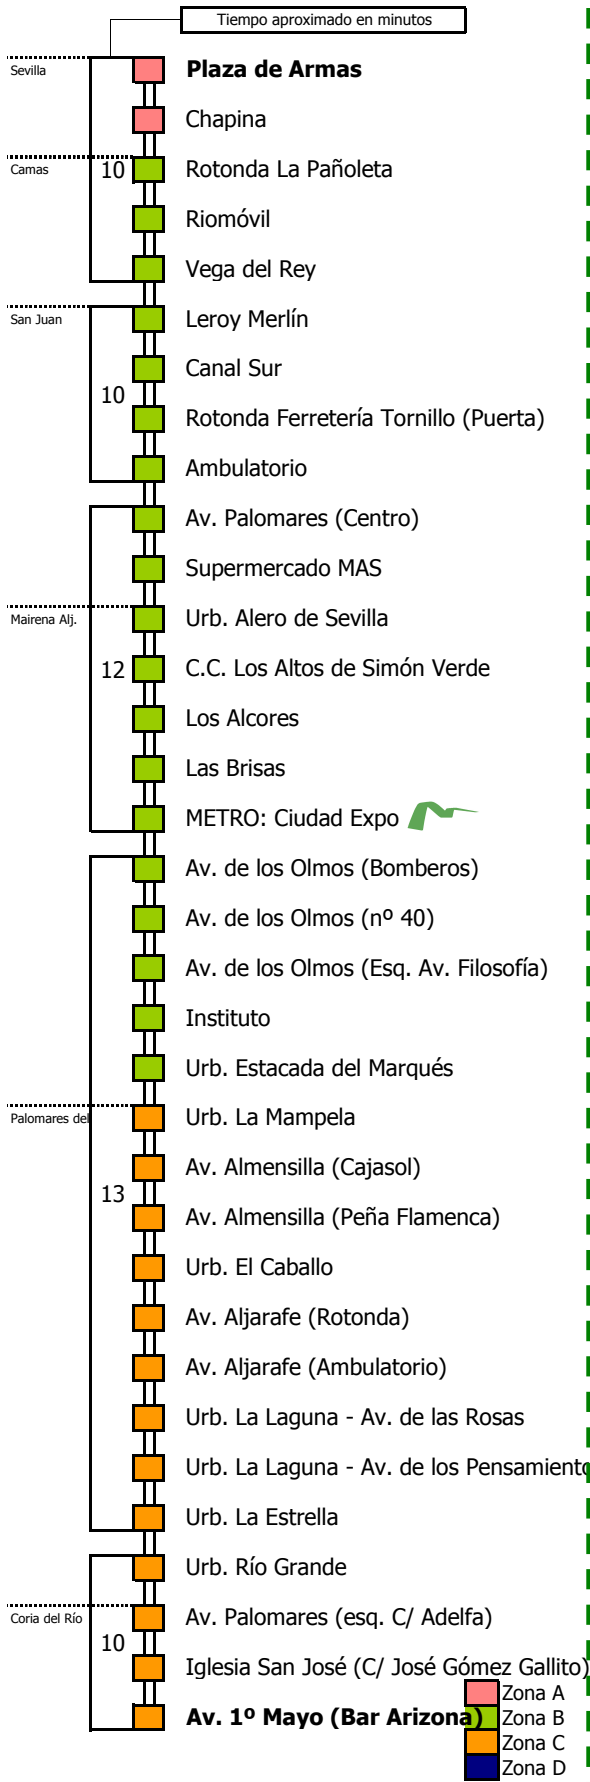 Tiempo aproximado en minutos
Sevilla
Plaza de Armas
Chapina
Camas
10
Rotonda La Pañoleta
Riomóvil
Vega del Rey
San Juan
Leroy Merlín
Canal Sur
10
Rotonda Ferretería Tornillo (Puerta)
Ambulatorio
Av. Palomares (Centro)
Supermercado MAS
Mairena Alj.
Urb. Alero de Sevilla
12
C.C. Los Altos de Simón Verde
Los Alcores
Las Brisas
METRO: Ciudad Expo
Av. de los Olmos (Bomberos)
Av. de los Olmos (nº 40)
Av. de los Olmos (Esq. Av. Filosofía)
Instituto
Urb. Estacada del Marqués
Palomares del
Urb. La Mampela
Av. Almensilla (Cajasol)
13
Av. Almensilla (Peña Flamenca)
Urb. El Caballo
Av. Aljarafe (Rotonda)
Av. Aljarafe (Ambulatorio)
Urb. La Laguna - Av. de las Rosas
Urb. La Laguna - Av. de los Pensamiento
Urb. La Estrella
Urb. Río Grande
Coria del Río
Av. Palomares (esq. C/ Adelfa)
10
Iglesia San José (C/ José Gómez Gallito)
Av. 1º Mayo (Bar Arizona)
Zona A
Zona B
Zona C
Zona D